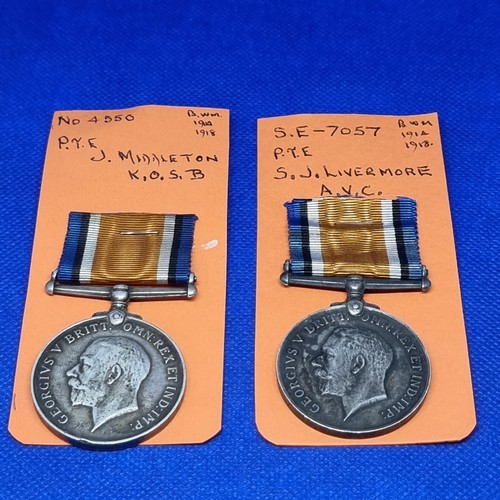 No 4550
B.W.M.
1914
1918
P.T.E
J. MIDDLETON
K.O.S.B
GEORGIVS V BRITT: OMN: REX ET IND: IMP:
S.E-7057
B.W.M
1914
1918.
P.T.E
S.J. LIVERMORE
A.V.C.
GEORGIVS V BRITT: OMN: REX ET IND: IMP: